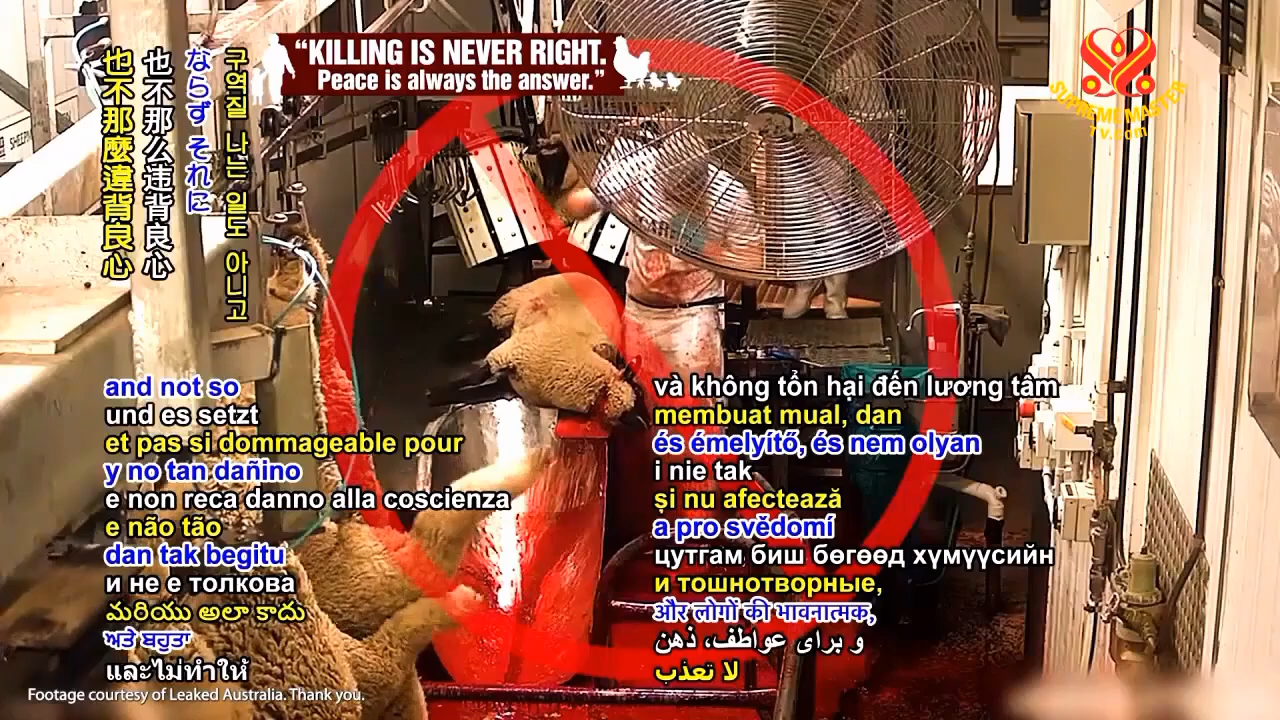 "KILLING IS NEVER RIGHT.
Peace is always the answer."
SUPREME MASTER
TV.com
구역질 나는 일도 아니고
ならず それに
也不那么违背良心
也不那麼違背良心
and not so
und es setzt
et pas si dommageable pour
y no tan dañino
e non reca danno alla coscienza
e não tão
dan tak begitu
и не е толкова
మరియు అలా కాదు
ਅਤੇ ਬਹੁਤਾ
และไม่ทำให้
và không tổn hại đến lương tâm
membuat mual, dan
és émelyítő, és nem olyan
i nie tak
și nu afectează
a pro svědomí
цутгам биш бөгөөд хүмүүсийн
и тошнотворные,
और लोगों की भावनात्मक,
و برای عواطف، ذهن
لا تعذب
Footage courtesy of Leaked Australia. Thank you.